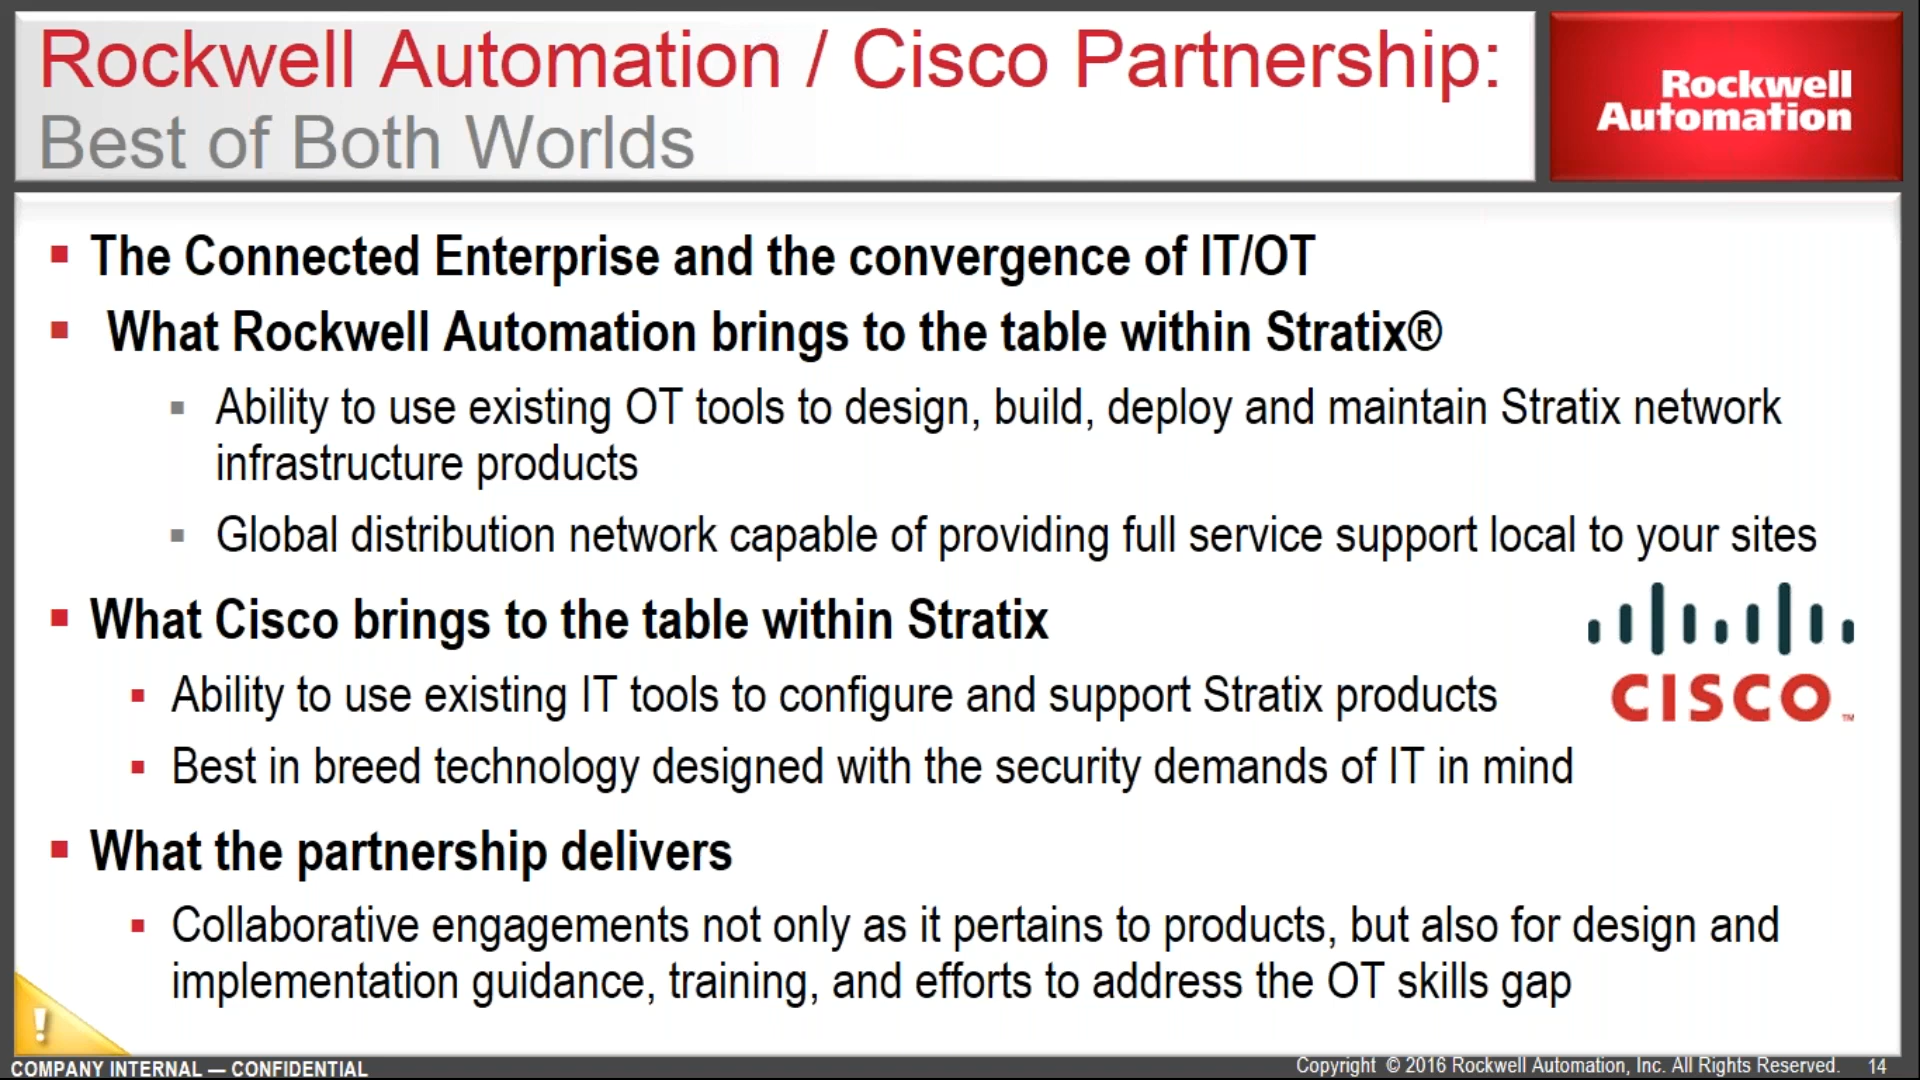 Rockwell Automation / Cisco Partnership:
Best of Both Worlds
Rockwell
Automation
The Connected Enterprise and the convergence of IT/OT
What Rockwell Automation brings to the table within Stratix®
Ability to use existing OT tools to design, build, deploy and maintain Stratix network
infrastructure products
Global distribution network capable of providing full service support local to your sites
What Cisco brings to the table within Stratix
Ability to use existing IT tools to configure and support Stratix products
Best in breed technology designed with the security demands of IT in mind
CISCO™
What the partnership delivers
Collaborative engagements not only as it pertains to products, but also for design and
implementation guidance, training, and efforts to address the OT skills gap
!
COMPANY INTERNAL — CONFIDENTIAL
Copyright © 2016 Rockwell Automation, Inc. All Rights Reserved. 14